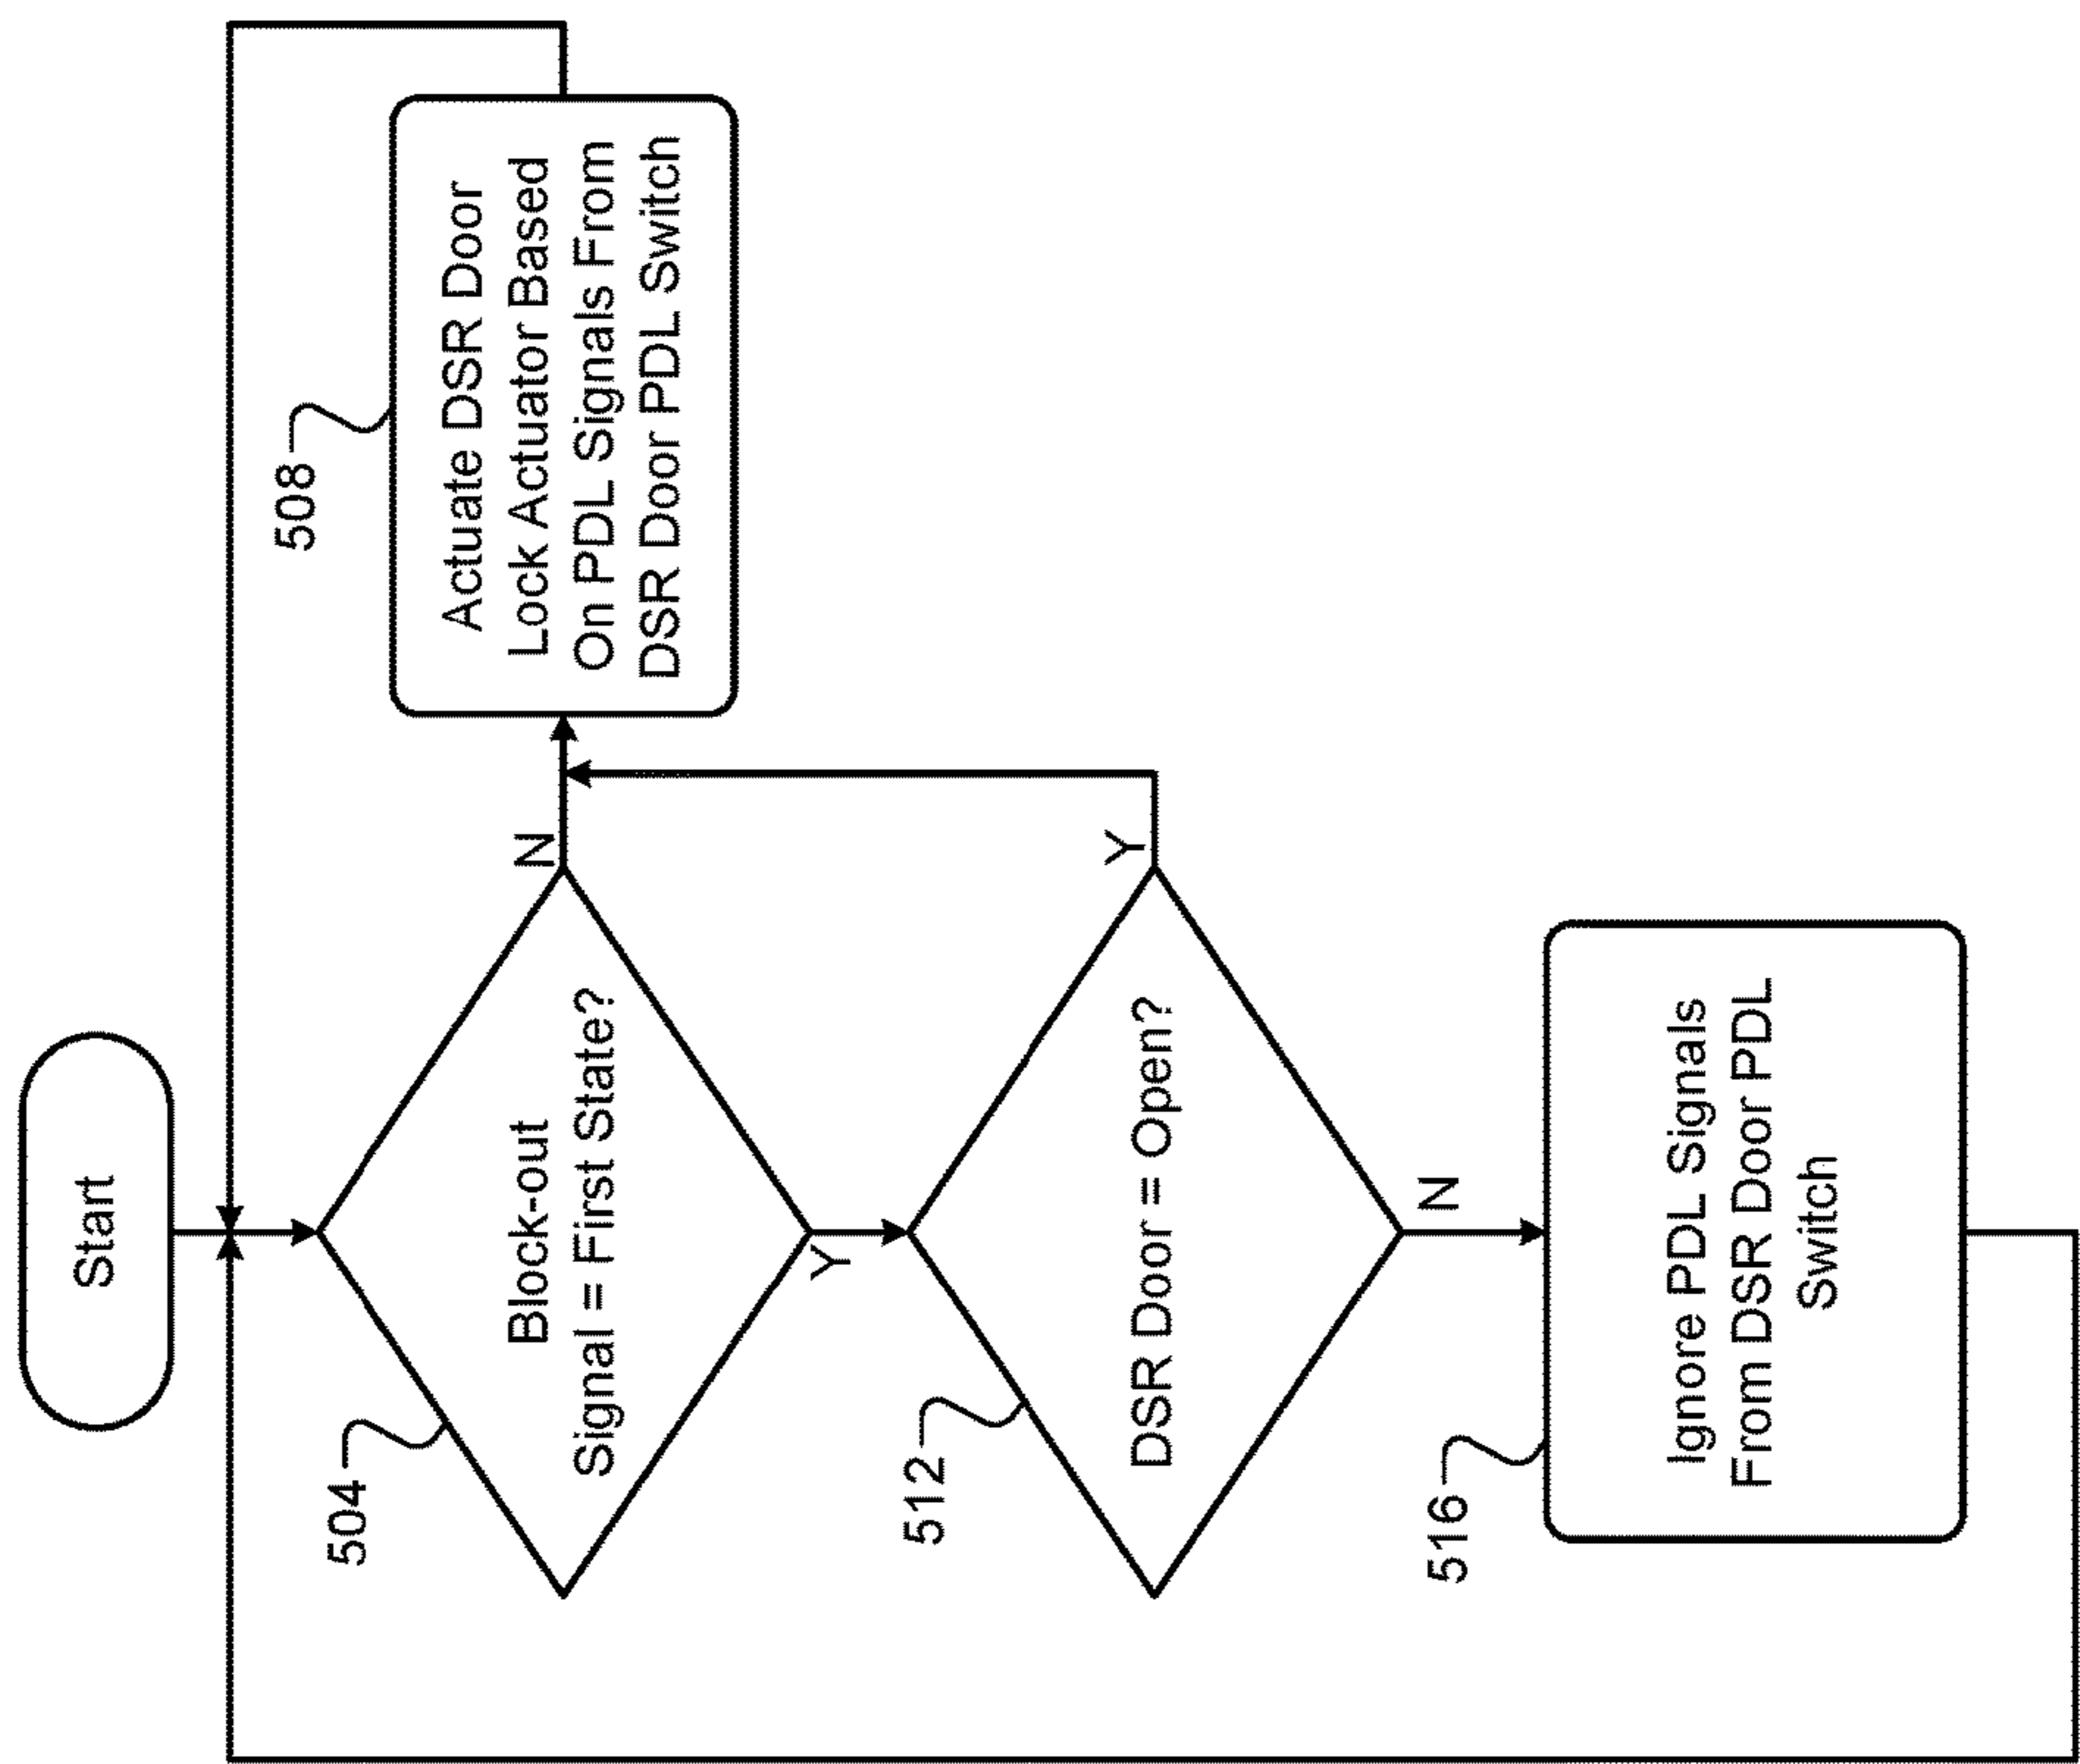 Start
504
Block-out
Signal = First State?
N
Y
508
Actuate DSR Door
Lock Actuator Based
On PDL Signals From
DSR Door PDL Switch
512
DSR Door = Open?
Y
N
516
Ignore PDL Signals
From DSR Door PDL
Switch